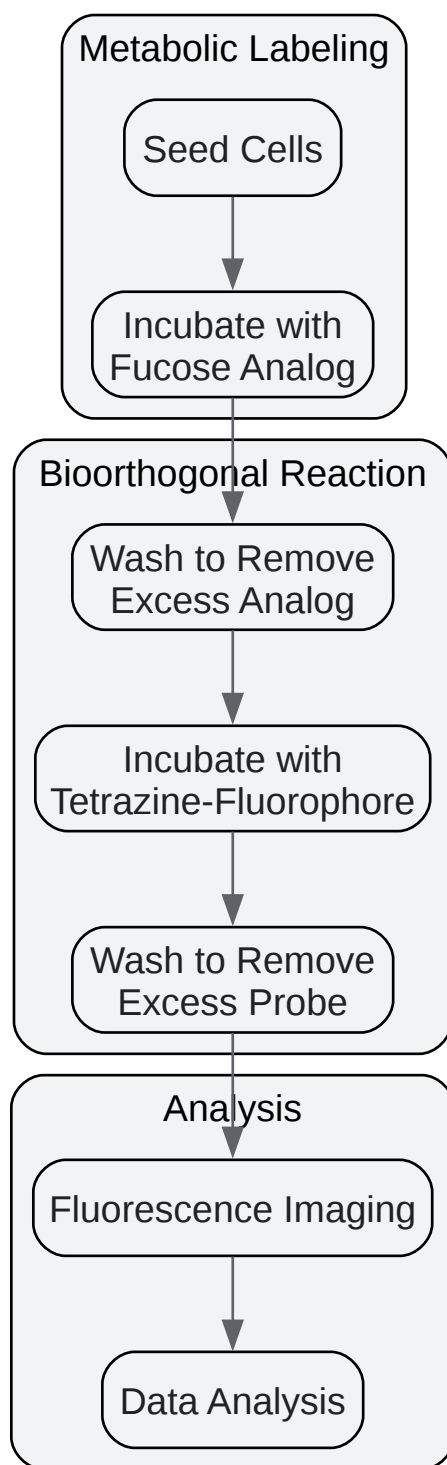 Metabolic Labeling
Seed Cells
Incubate with
Fucose Analog
Bioorthogonal Reaction
Wash to Remove
Excess Analog
Incubate with
Tetrazine-Fluorophore
Wash to Remove
Excess Probe
Analysis
Fluorescence Imaging
Data Analysis